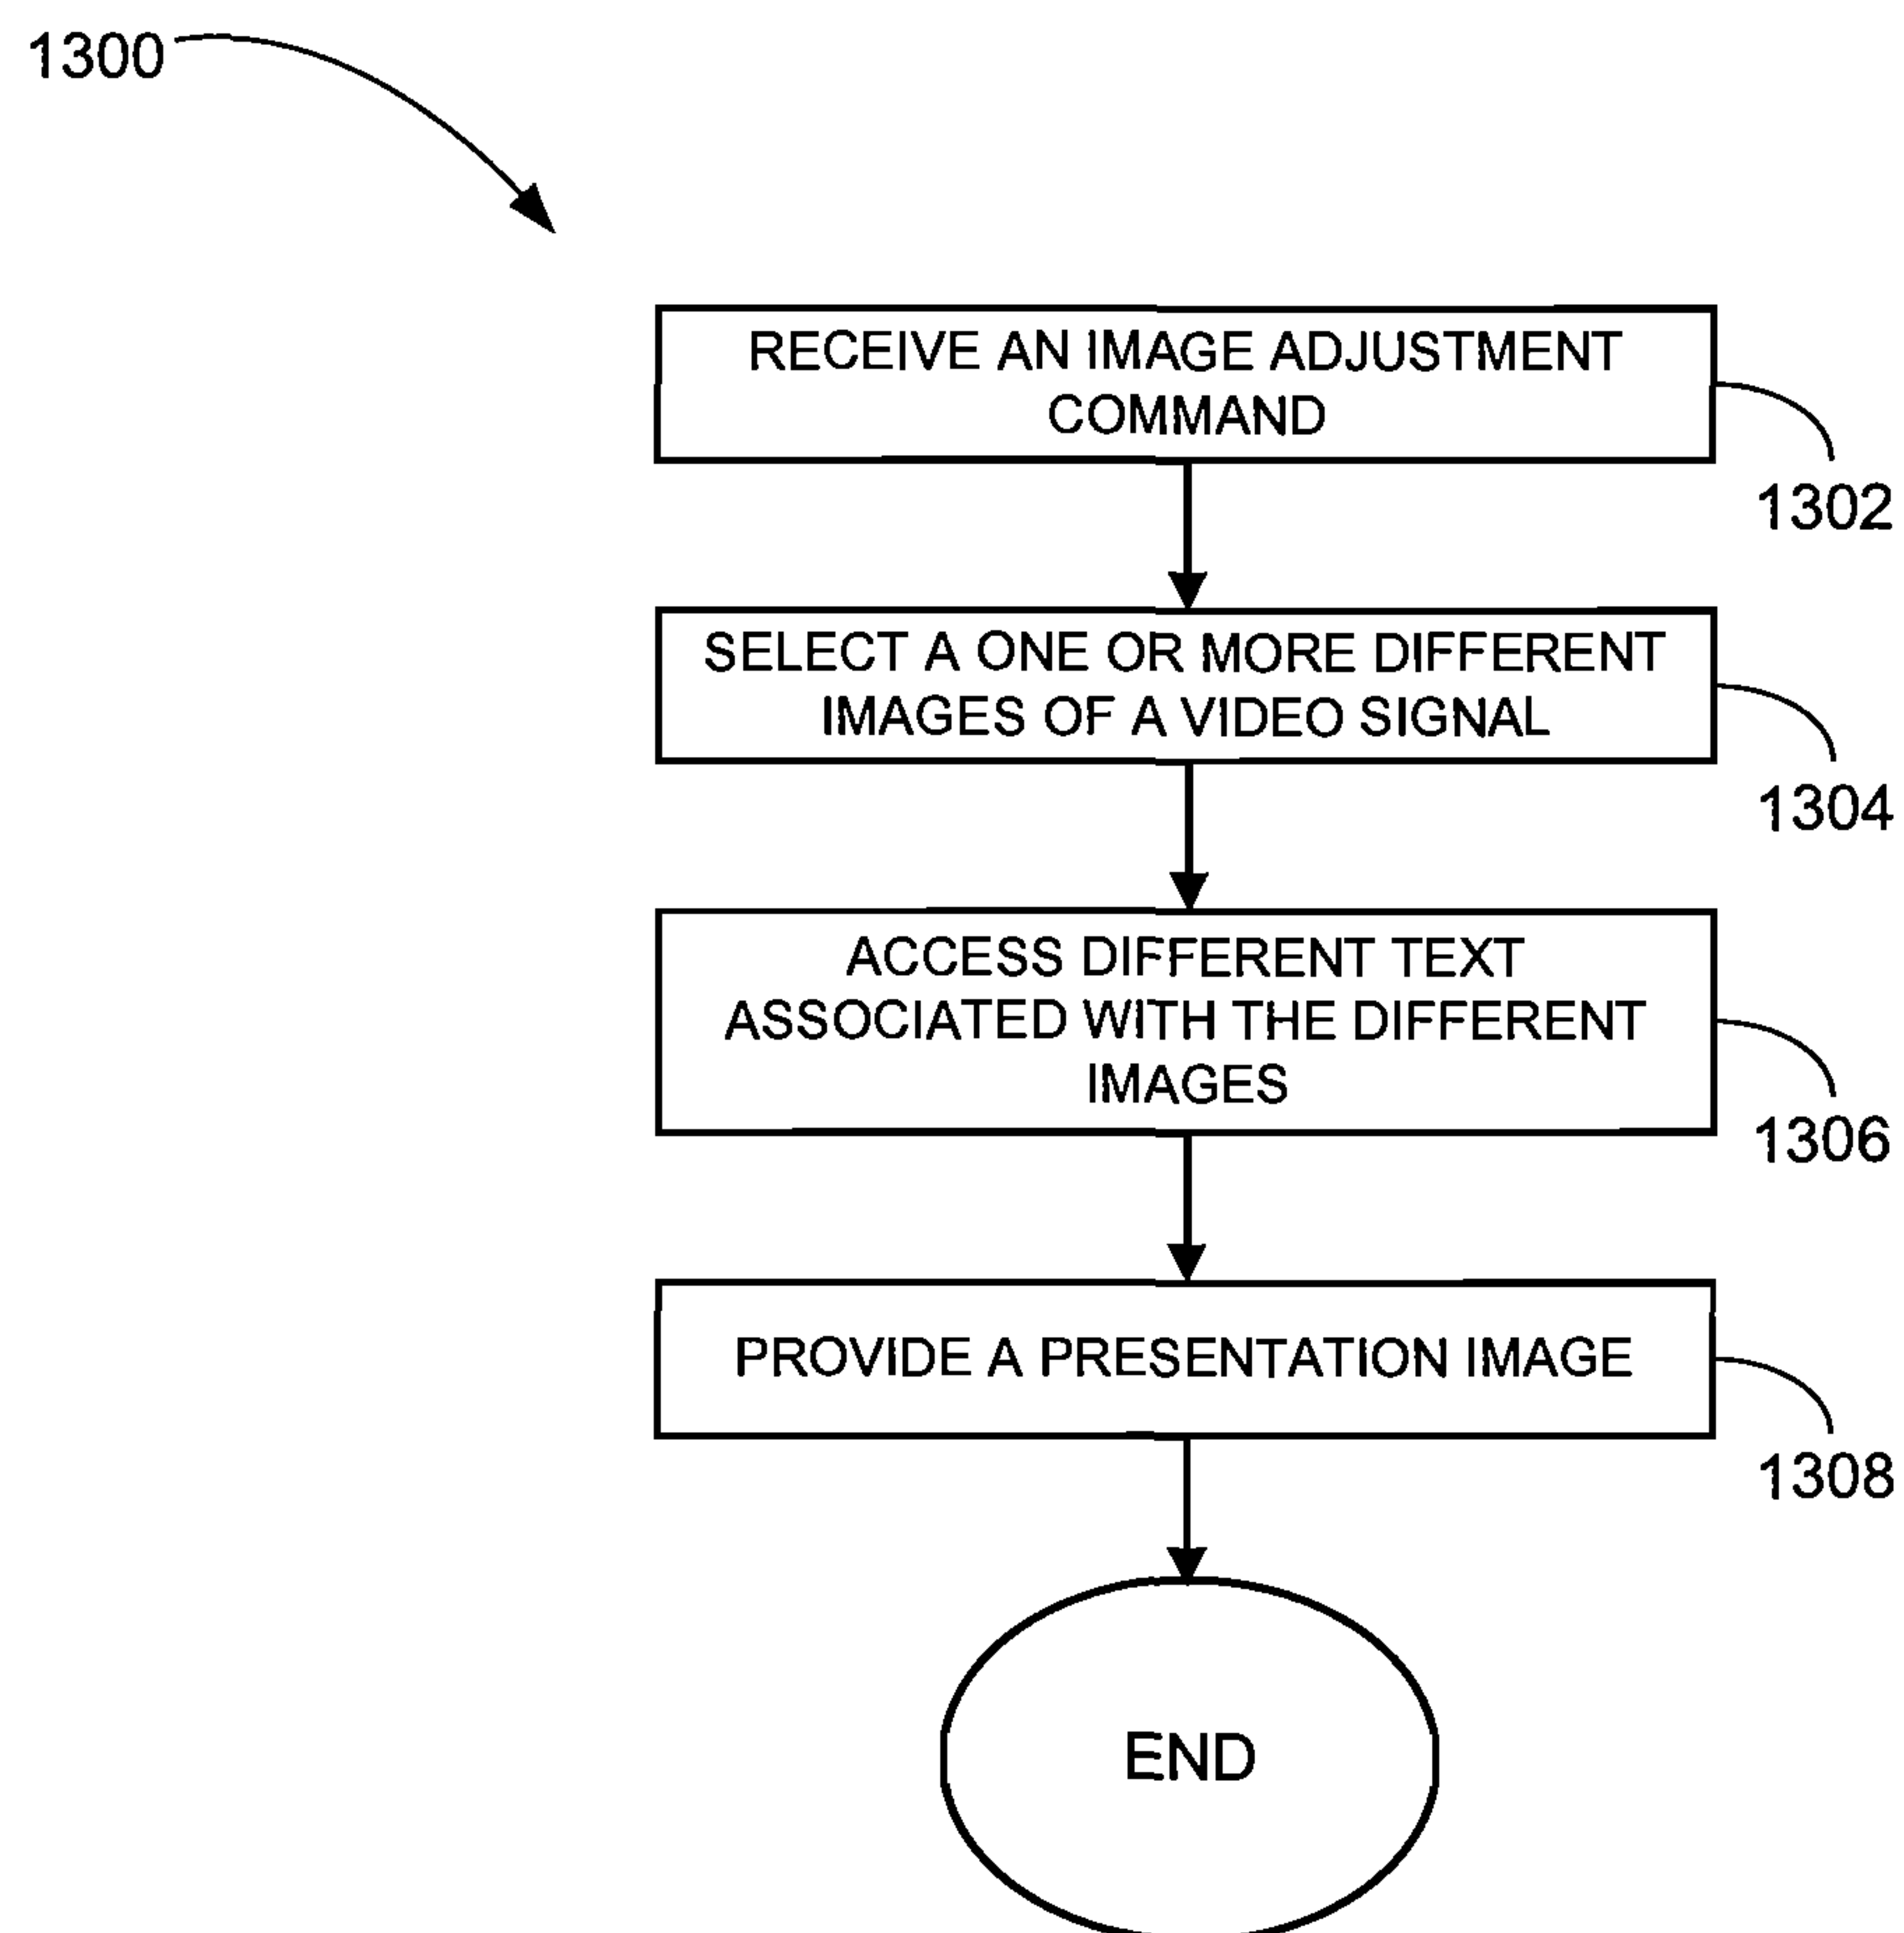 1300
RECEIVE AN IMAGE ADJUSTMENT
COMMAND
1302
SELECT A ONE OR MORE DIFFERENT
IMAGES OF A VIDEO SIGNAL
1304
ACCESS DIFFERENT TEXT
ASSOCIATED WITH THE DIFFERENT
IMAGES
1306
PROVIDE A PRESENTATION IMAGE
1308
END